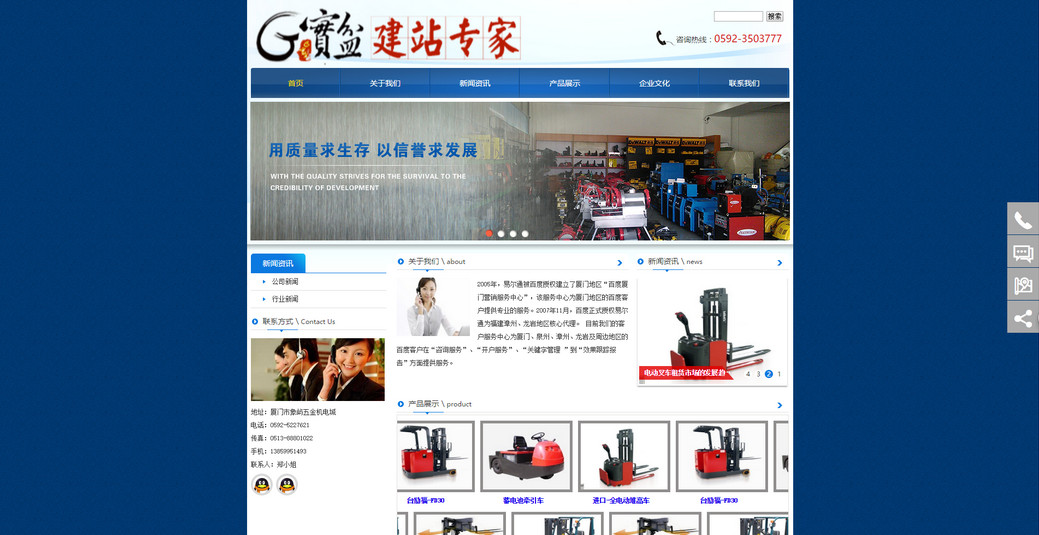 寳盆 建站专家
搜索
咨询热线：0592-3503777
首页 关于我们 新闻资讯 产品展示 企业文化 联系我们
用质量求生存 以信誉求发展
WITH THE QUALITY STRIVES FOR THE SURVIVAL TO THE
CREDIBILITY OF DEVELOPMENT
新闻资讯
公司新闻
行业新闻
联系方式 \ Contact Us
地址：厦门市象屿五金机电城
电话：0592-5227621
传真：0513-88801022
手机：13859951493
联系人：郑小姐
关于我们 \ about
2005年，易尔通被百度授权建立了厦门地区“百度厦
门营销服务中心”，该服务中心为厦门地区的百度客
户提供专业的服务。2007年11月，百度正式授权易尔
通为福建漳州、龙岩地区核心代理。 目前我们的客
户服务中心为厦门、泉州、漳州、龙岩及周边地区的
百度客户在“咨询服务”、“开户服务”、“关键字管理 ”到“效果跟踪报
告”方面提供服务。
新闻资讯 \ news
电动叉车租赁市场的发展趋
4 3 2 1
产品展示 \ product
台励福-FB30 蓄电池牵引车 进口-全电动堆高车 台励福-FB30